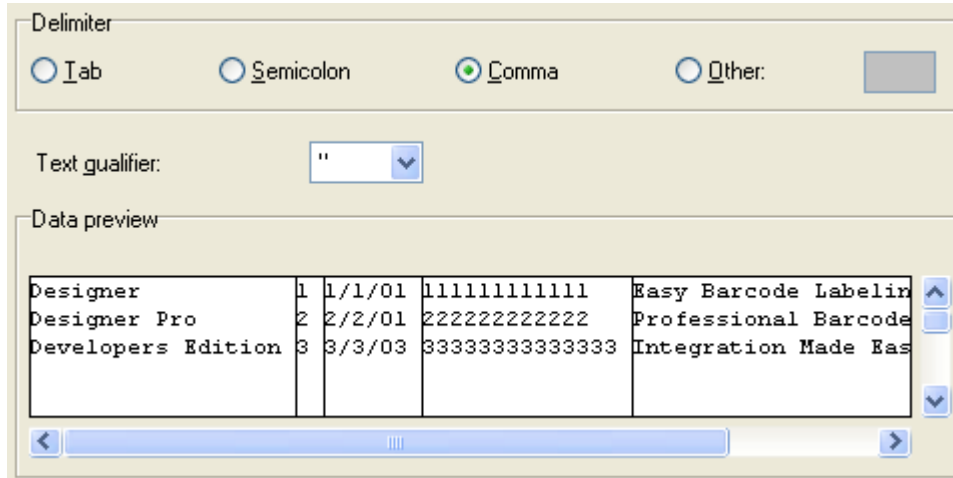 Delimiter
Tab Semicolon Comma Other:
Text qualifier: "
Data preview
Designer 1 1/1/01 111111111111 Easy Barcode Labelin
Designer Pro 2 2/2/01 222222222222 Professional Barcode
Developers Edition 3 3/3/03 33333333333333 Integration Made Eas